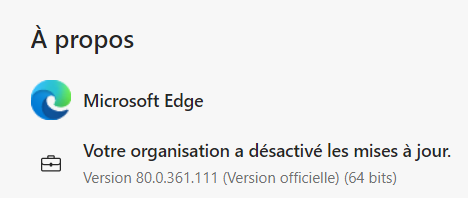 À propos
Microsoft Edge
Votre organisation a désactivé les mises à jour.
Version 80.0.361.111 (Version officielle) (64 bits)